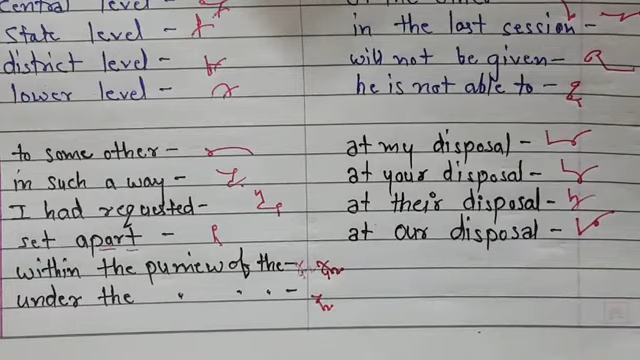 Central level -
State level -
district level -
lower level -
to some other -
in such a way -
I had requested -
set apart -
within the purview of the -
under the " " " -
in the last session -
will not be given -
he is not able to -
at my disposal -
at your disposal -
at their disposal -
at our disposal -